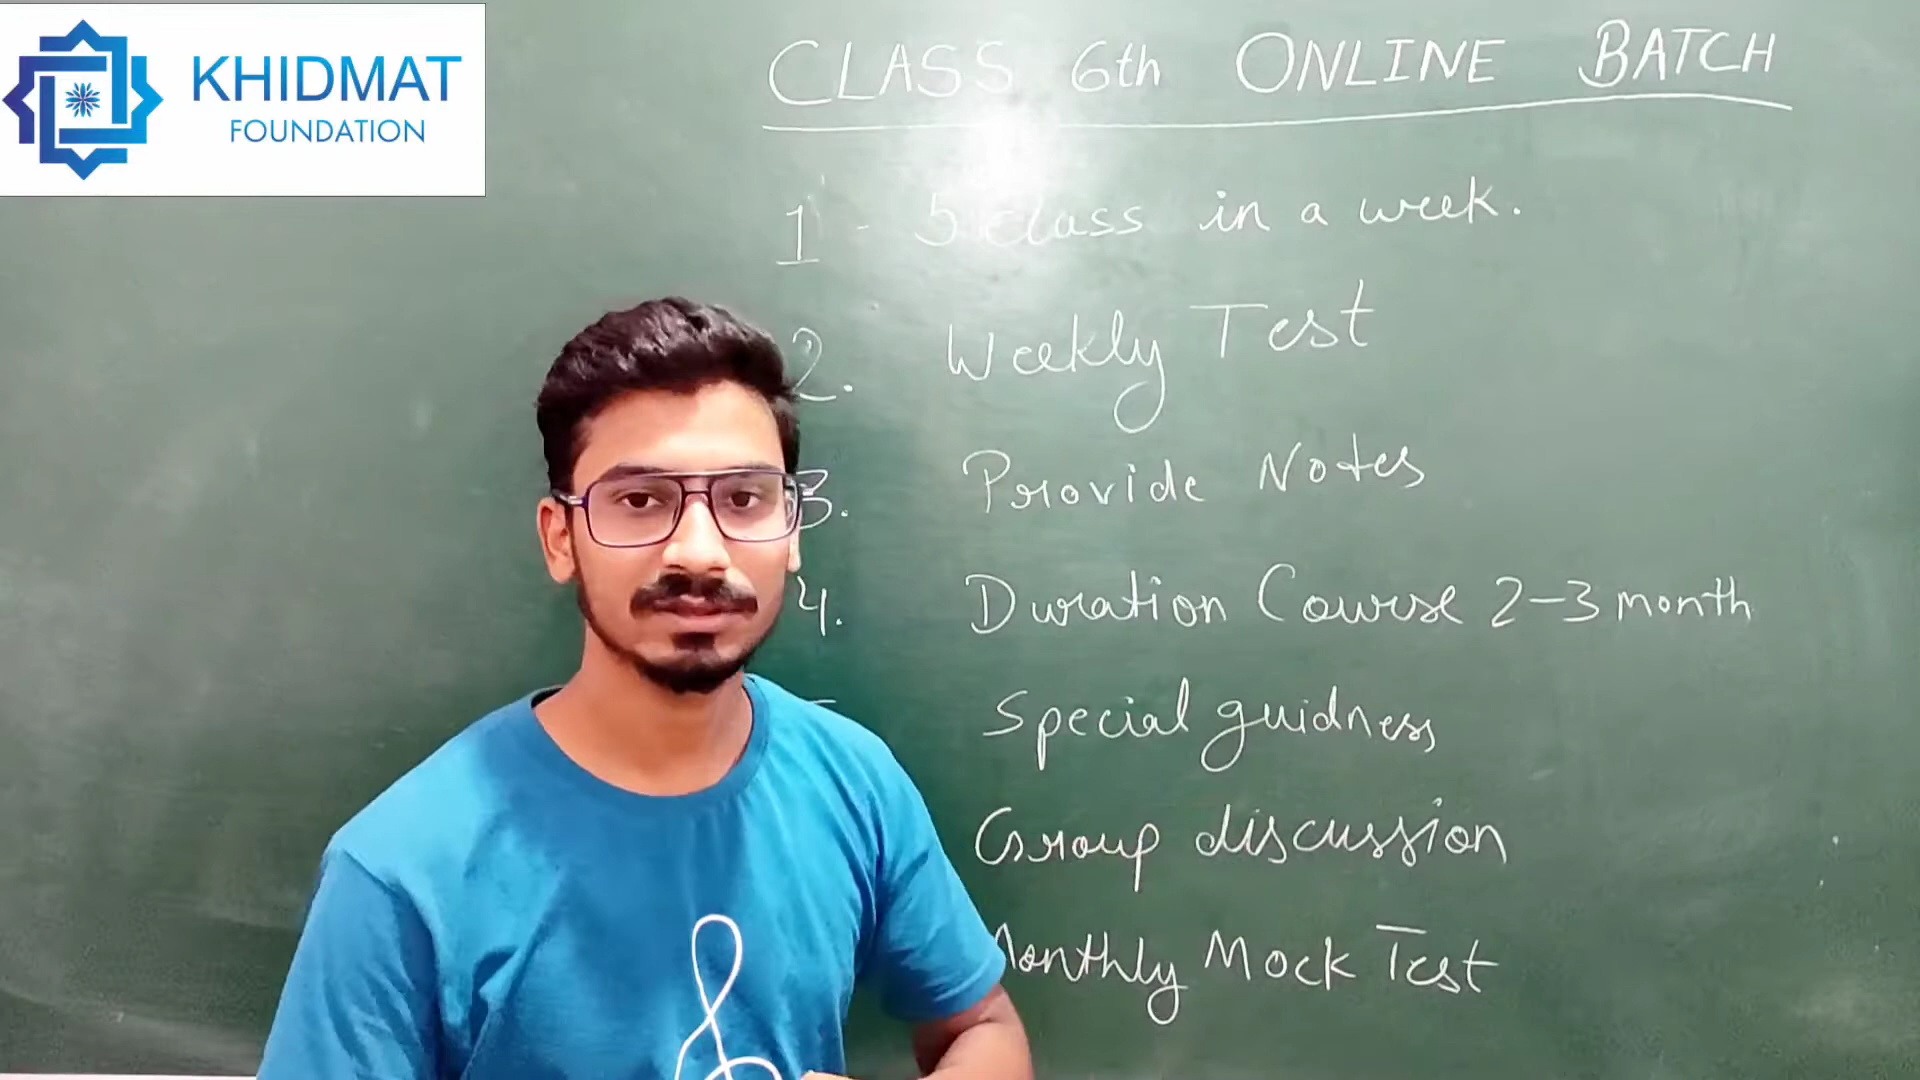 KHIDMAT
FOUNDATION
CLASS 6th ONLINE BATCH
1 - 5 class in a week.
2. Weekly Test
3. Provide Notes
4. Duration Course 2-3 month
Special guidness
Group discussion
Monthly Mock Test